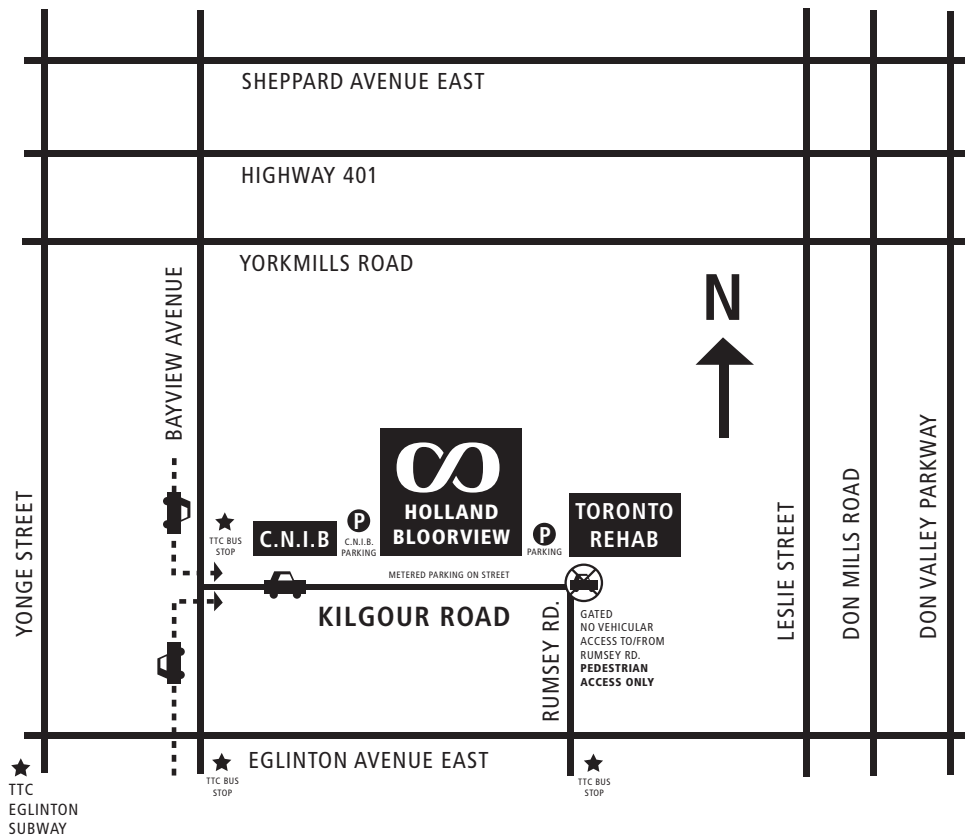 SHEPPARD AVENUE EAST
HIGHWAY 401
YORKMILLS ROAD
N
BAYVIEW AVENUE
YONGE STREET
LESLIE STREET
DON MILLS ROAD
DON VALLEY PARKWAY
TTC BUS
STOP
C.N.I.B
P
C.N.I.B.
PARKING
HOLLAND
BLOORVIEW
P
PARKING
TORONTO
REHAB
METERED PARKING ON STREET
KILGOUR ROAD
RUMSEY RD.
GATED
NO VEHICULAR
ACCESS TO/FROM
RUMSEY RD.
PEDESTRIAN
ACCESS ONLY
EGLINTON AVENUE EAST
TTC
EGLINTON
SUBWAY
TTC BUS
STOP
TTC BUS
STOP